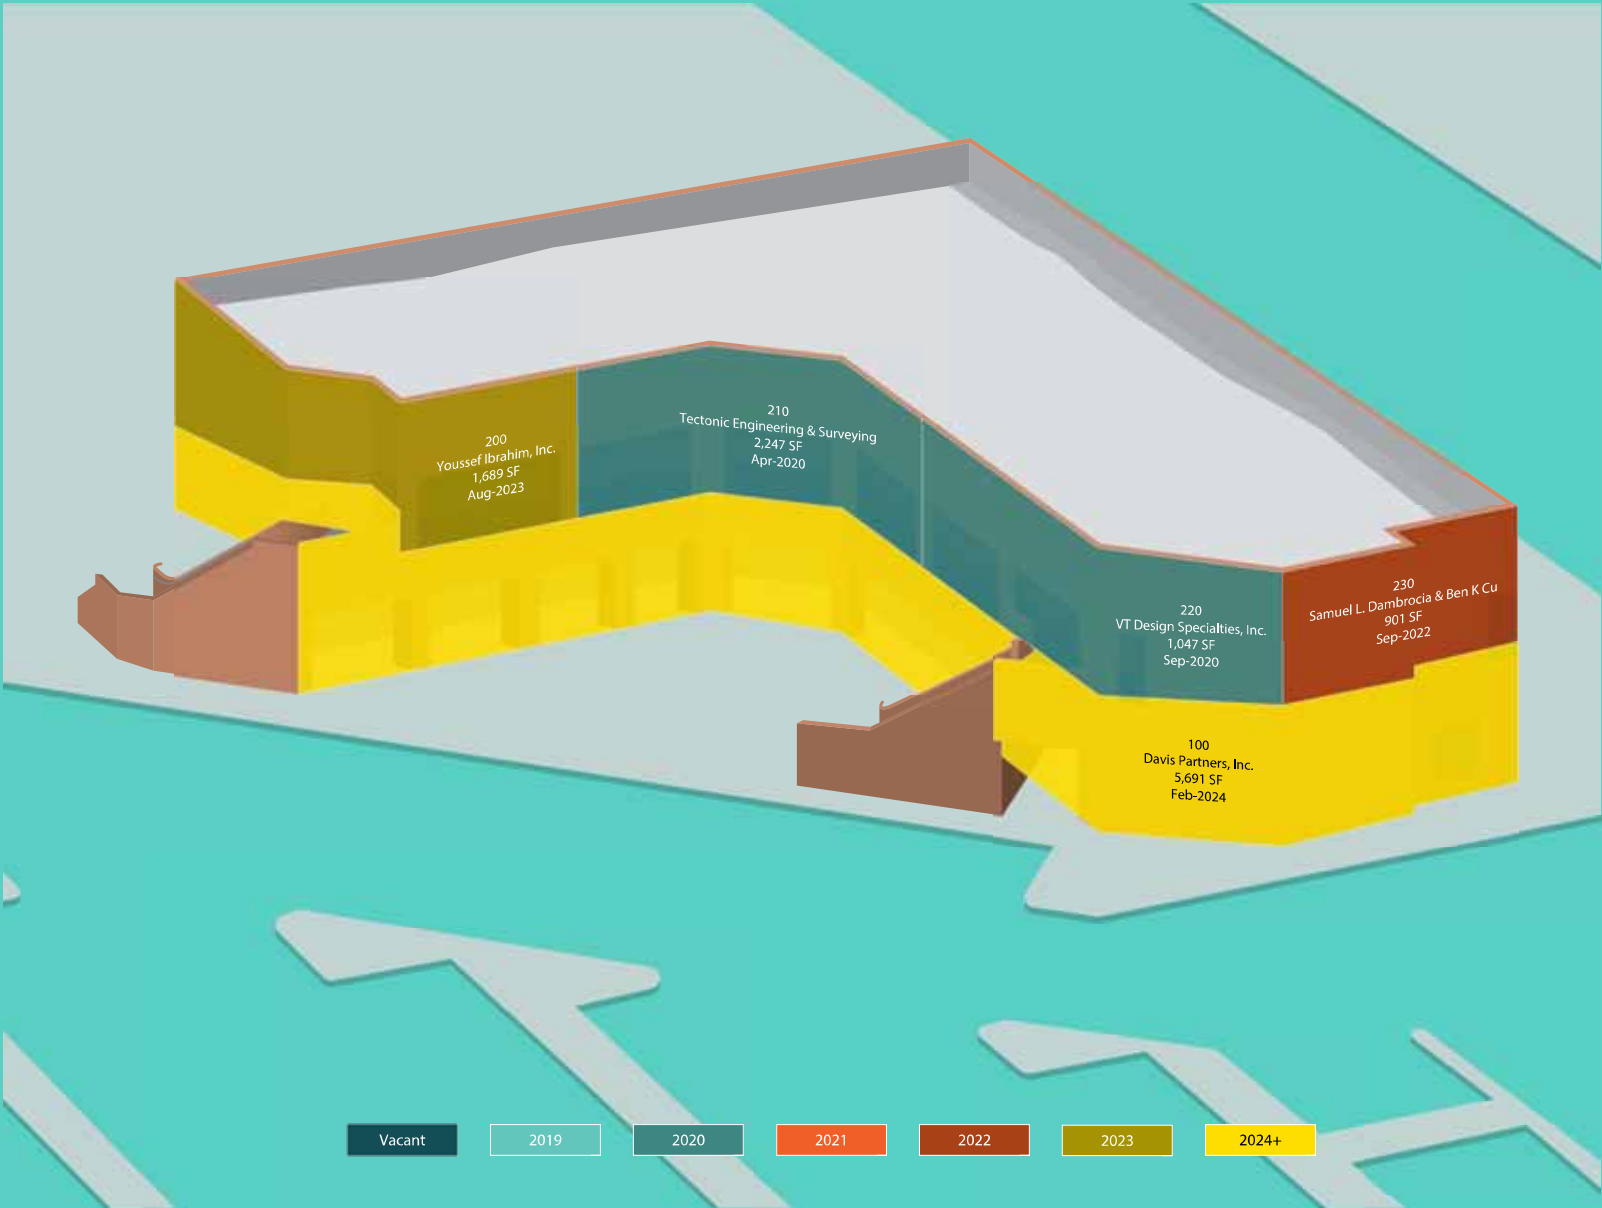 200
Youssef Ibrahim, Inc.
1,689 SF
Aug-2023
210
Tectonic Engineering & Surveying
2,247 SF
Apr-2020
220
VT Design Specialties, Inc.
1,047 SF
Sep-2020
230
Samuel L. Dambrocia & Ben K Cu
901 SF
Sep-2022
100
Davis Partners, Inc.
5,691 SF
Feb-2024
Vacant
2019
2020
2021
2022
2023
2024+